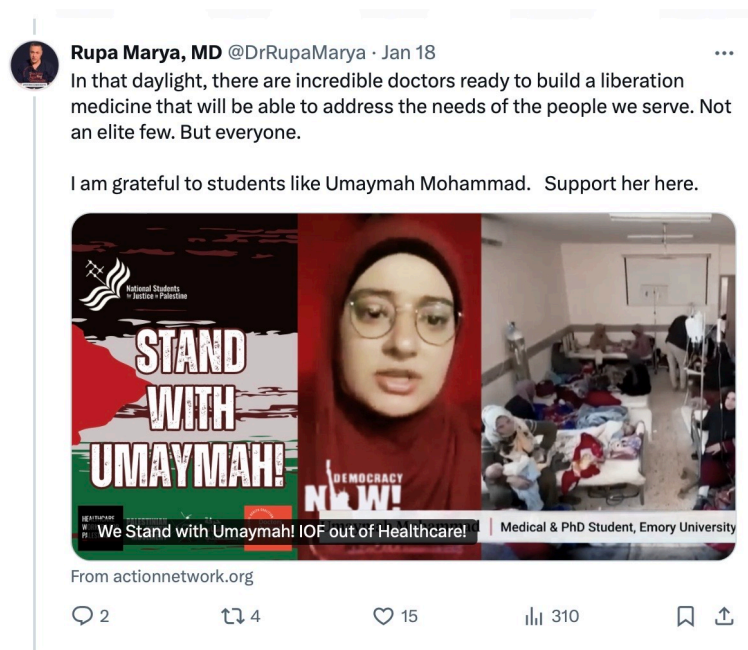 Rupa Marya, MD @DrRupaMarya · Jan 18
In that daylight, there are incredible doctors ready to build a liberation
medicine that will be able to address the needs of the people we serve. Not
an elite few. But everyone.
I am grateful to students like Umaymah Mohammad. Support her here.
National Students
for Justice in Palestine
STAND
WITH
UMAYMAH!
DEMOCRACY
NOW!
Medical & PhD Student, Emory University
We Stand with Umaymah! IOF out of Healthcare!
From actionnetwork.org
2
4
15
310